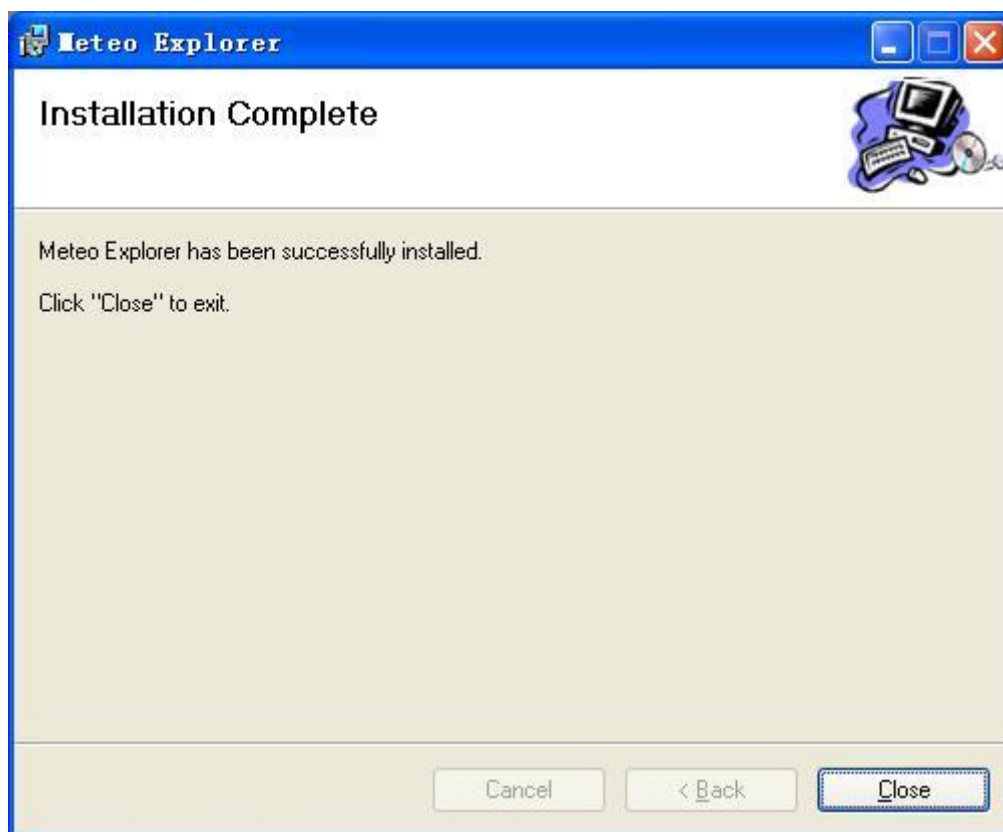 Meteo Explorer
Installation Complete
Meteo Explorer has been successfully installed.
Click "Close" to exit.
Cancel
< Back
Close